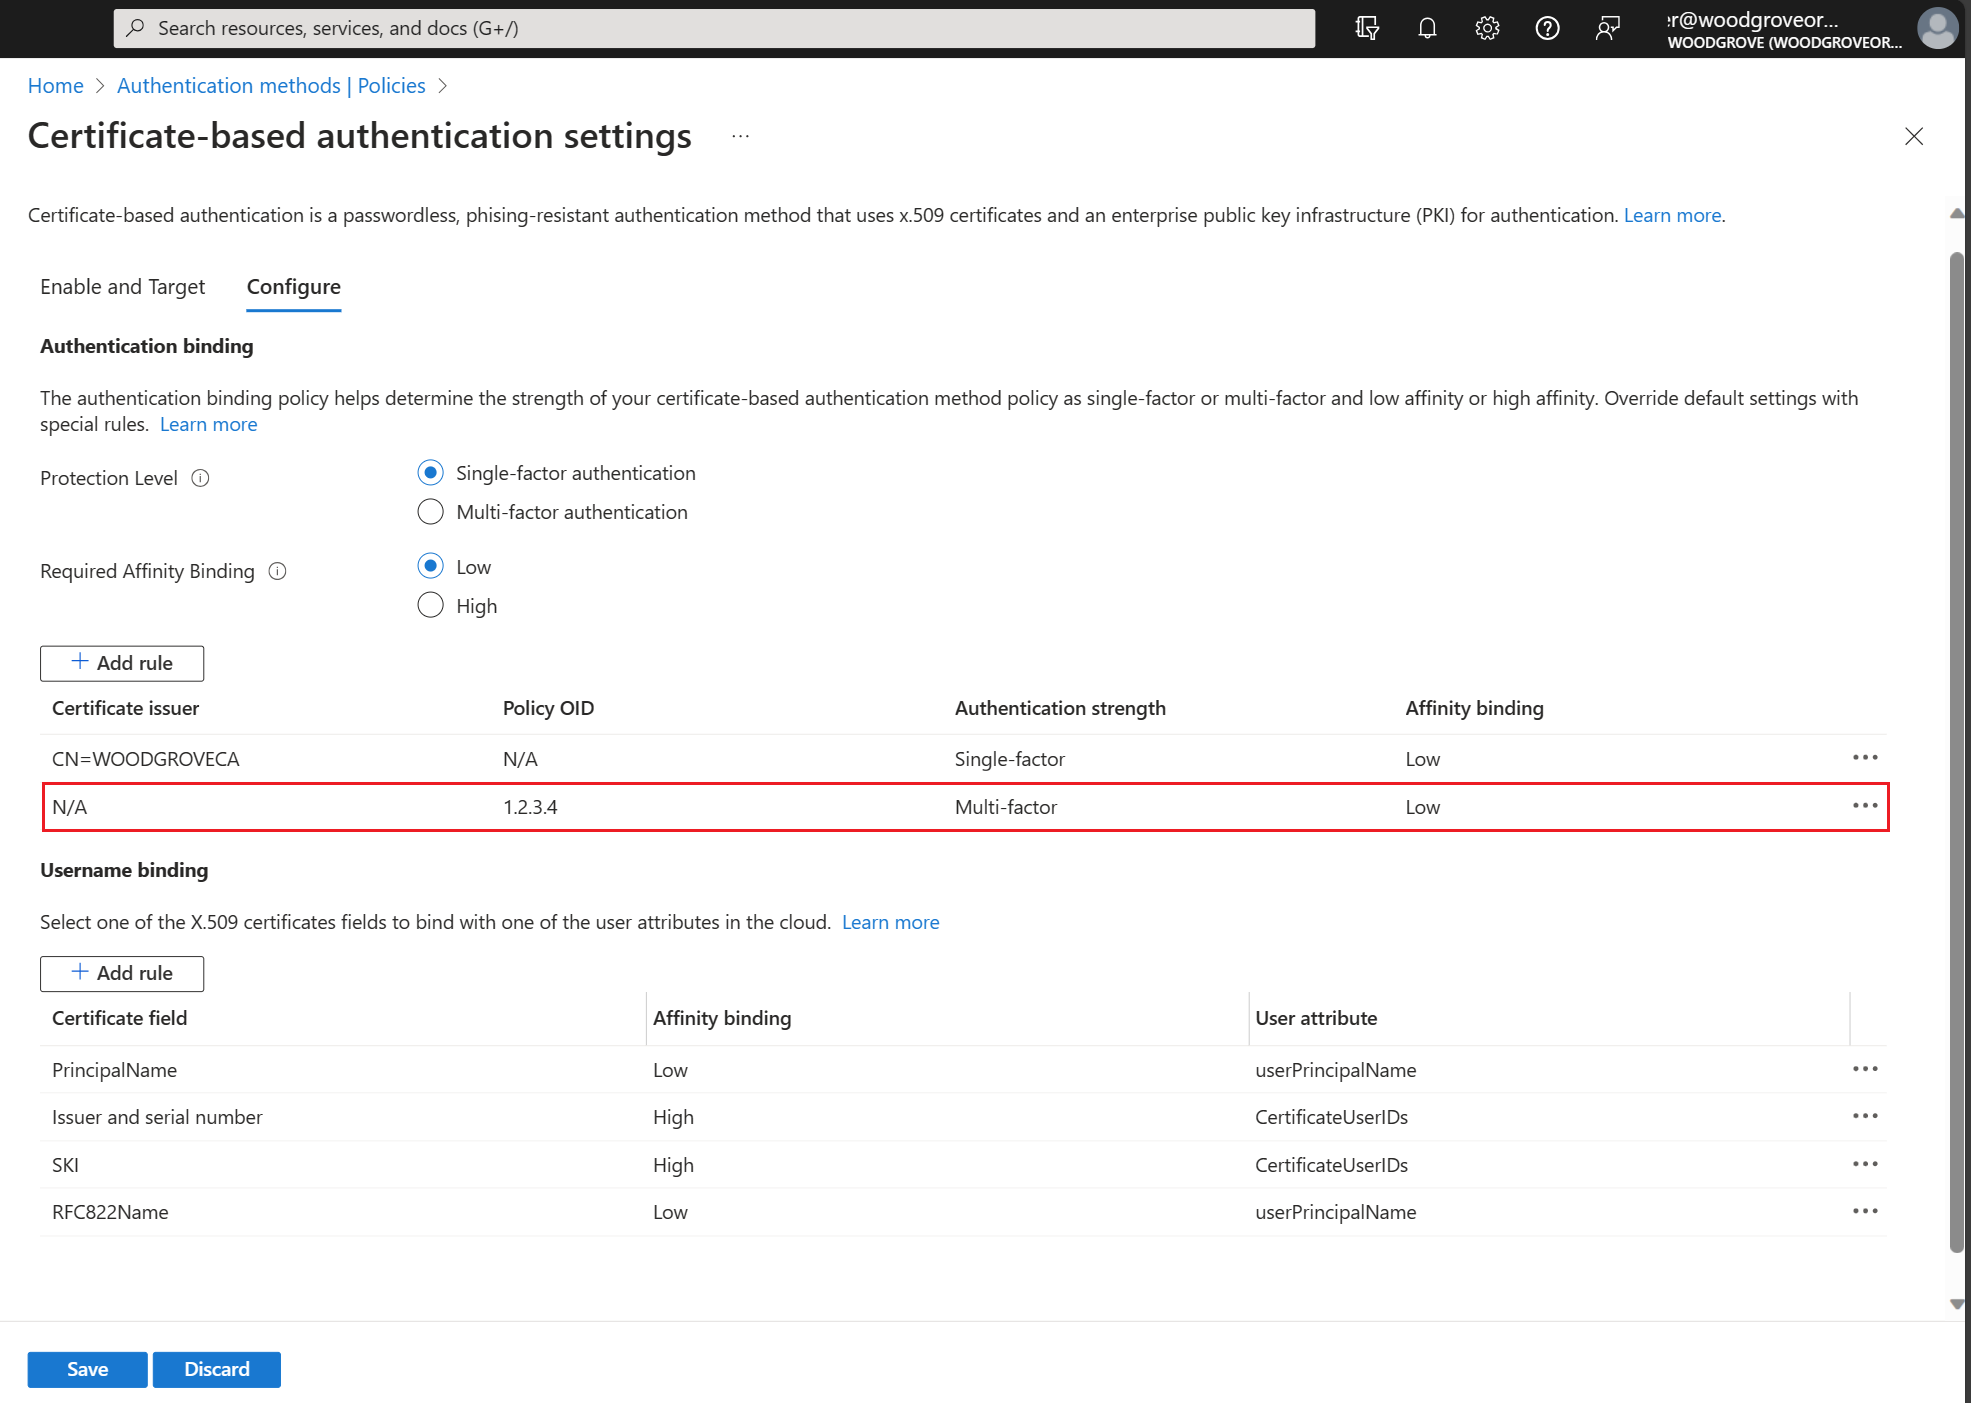 Search resources, services, and docs (G+/)
r@woodgroveor...
WOODGROVE (WOODGROVEOR...
Home > Authentication methods | Policies >
Certificate-based authentication settings ...
Certificate-based authentication is a passwordless, phising-resistant authentication method that uses x.509 certificates and an enterprise public key infrastructure (PKI) for authentication. Learn more.
Enable and Target Configure
Authentication binding
The authentication binding policy helps determine the strength of your certificate-based authentication method policy as single-factor or multi-factor and low affinity or high affinity. Override default settings with
special rules. Learn more
Protection Level
Single-factor authentication
Multi-factor authentication
Required Affinity Binding
Low
High
+ Add rule
Certificate issuer Policy OID Authentication strength Affinity binding
CN=WOODGROVECA N/A Single-factor Low ...
N/A 1.2.3.4 Multi-factor Low ...
Username binding
Select one of the X.509 certificates fields to bind with one of the user attributes in the cloud. Learn more
+ Add rule
Certificate field Affinity binding User attribute
PrincipalName Low userPrincipalName ...
Issuer and serial number High CertificateUserIDs ...
SKI High CertificateUserIDs ...
RFC822Name Low userPrincipalName ...
Save Discard